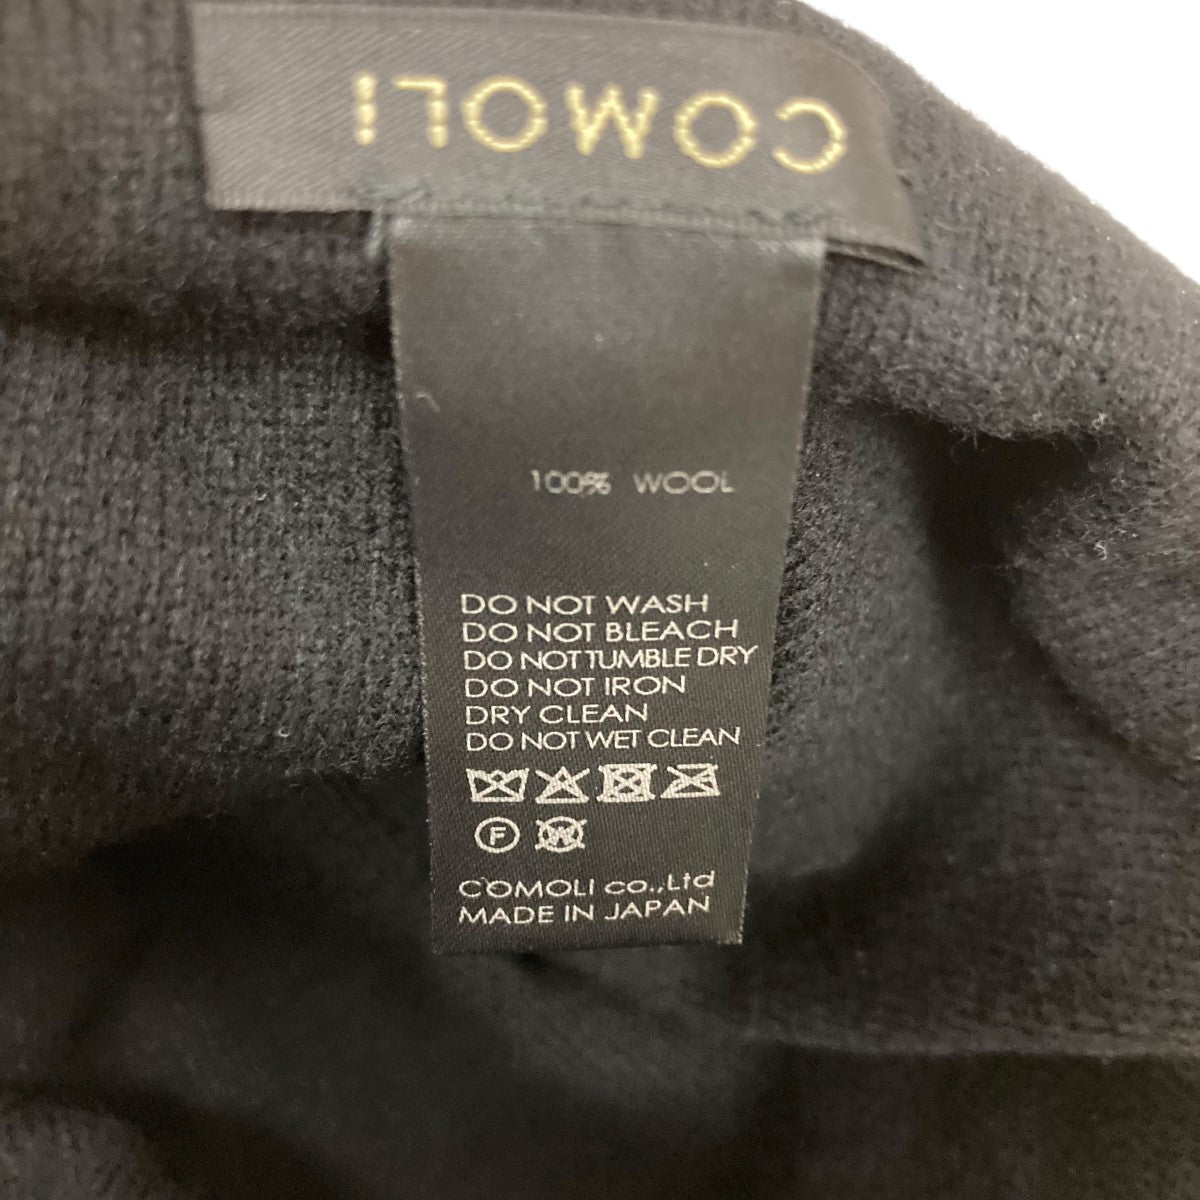 COMOLI
100% WOOL
DO NOT WASH
DO NOT BLEACH
DO NOT TUMBLE DRY
DO NOT IRON
DRY CLEAN
DO NOT WET CLEAN
F W
COMOLI co.,Ltd
MADE IN JAPAN